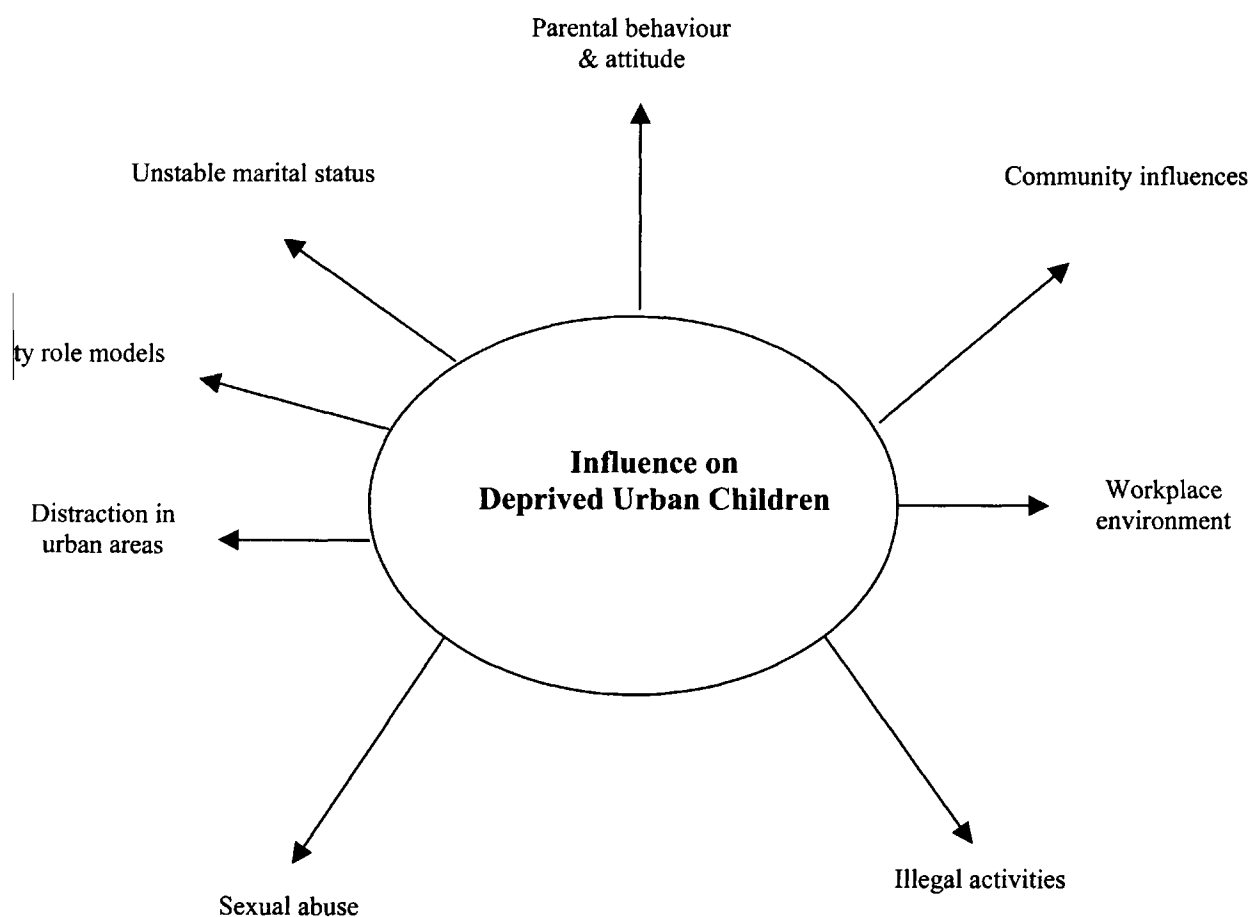 Parental behaviour
& attitude
Unstable marital status
Community influences
ty role models
Influence on
Deprived Urban Children
Distraction in
urban areas
Workplace
environment
Illegal activities
Sexual abuse